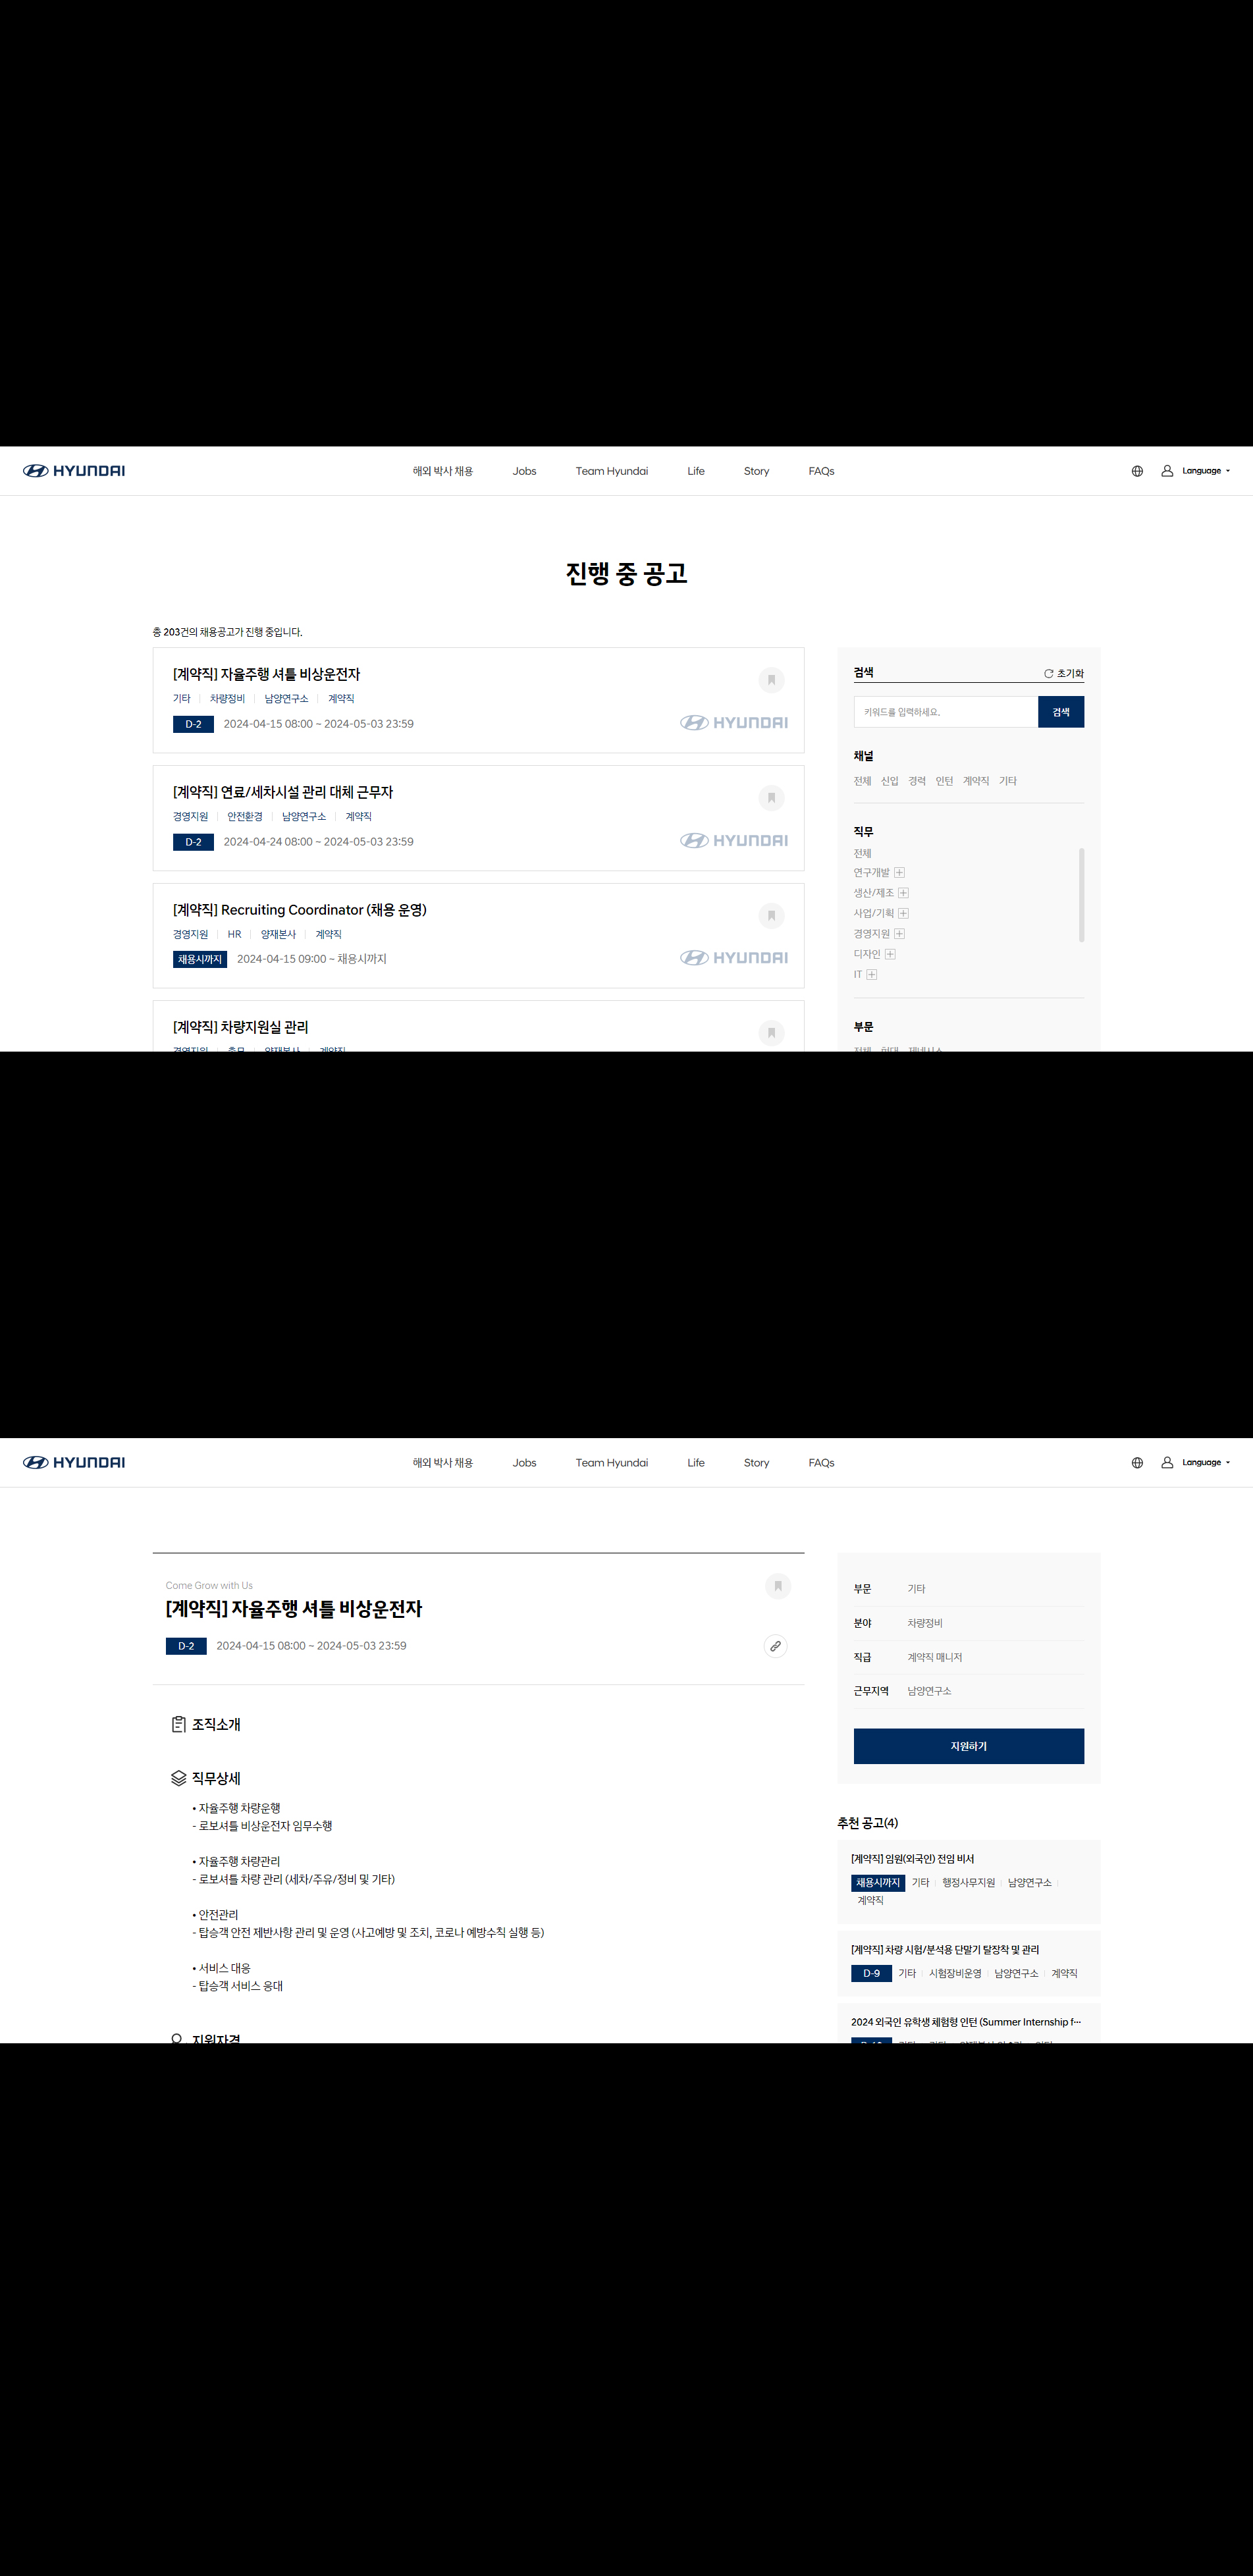 HYUNDAI 해외 박사 채용 Jobs Team Hyundai Life Story FAQs Language
진행 중 공고
총 203건의 채용공고가 진행 중입니다.
[계약직] 자율주행 셔틀 비상운전자
기타 차량정비 남양연구소 계약직
D-2 2024-04-15 08:00 ~ 2024-05-03 23:59
HYUNDAI
[계약직] 연료/세차시설 관리 대체 근무자
경영지원 안전환경 남양연구소 계약직
D-2 2024-04-24 08:00 ~ 2024-05-03 23:59
HYUNDAI
[계약직] Recruiting Coordinator (채용 운영)
경영지원 HR 양재본사 계약직
채용시까지 2024-04-15 09:00 ~ 채용시까지
HYUNDAI
[계약직] 차량지원실 관리
경영지원 총무 양재본사 계약직
검색 초기화
키워드를 입력하세요. 검색
채널
전체 신입 경력 인턴 계약직 기타
직무
전체
연구개발
생산/제조
사업/기획
경영지원
디자인
IT
부문
전체 현대 제네시스
HYUNDAI 해외 박사 채용 Jobs Team Hyundai Life Story FAQs Language
Come Grow with Us
[계약직] 자율주행 셔틀 비상운전자
D-2 2024-04-15 08:00 ~ 2024-05-03 23:59
조직소개
직무상세
• 자율주행 차량운행
- 로보셔틀 비상운전자 임무수행
• 자율주행 차량관리
- 로보셔틀 차량 관리 (세차/주유/정비 및 기타)
• 안전관리
- 탑승객 안전 제반사항 관리 및 운영 (사고예방 및 조치, 코로나 예방수칙 실행 등)
• 서비스 대응
- 탑승객 서비스 응대
지원자격
부문 기타
분야 차량정비
직급 계약직 매니저
근무지역 남양연구소
지원하기
추천 공고(4)
[계약직] 임원(외국인) 전임 비서
채용시까지 기타 행정사무지원 남양연구소
계약직
[계약직] 차량 시험/분석용 단말기 탈장착 및 관리
D-9 기타 시험장비운영 남양연구소 계약직
2024 외국인 유학생 체험형 인턴 (Summer Internship f…